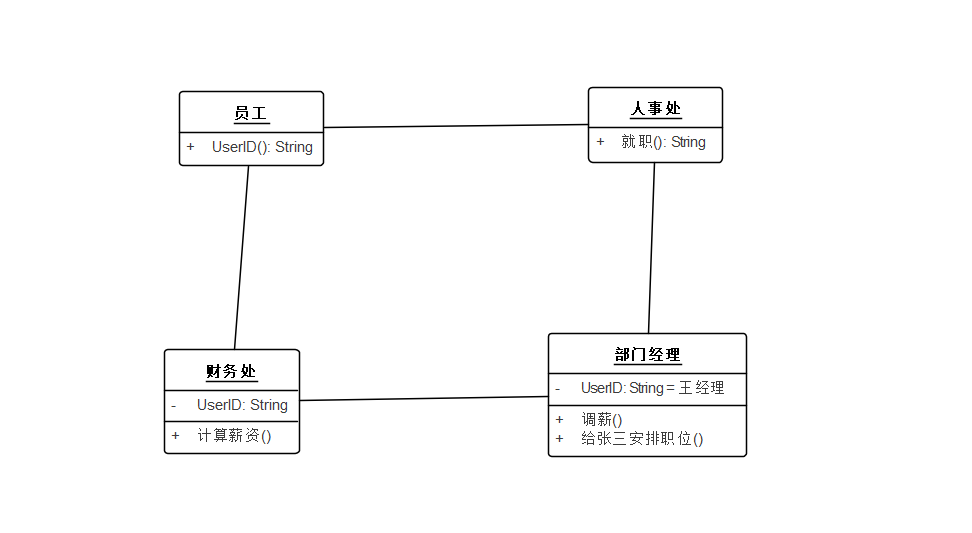 员工
+ UserID(): String
人事处
+ 就职(): String
财务处
- UserID: String
+ 计算薪资()
部门经理
- UserID: String = 王经理
+ 调薪()
+ 给张三安排职位()